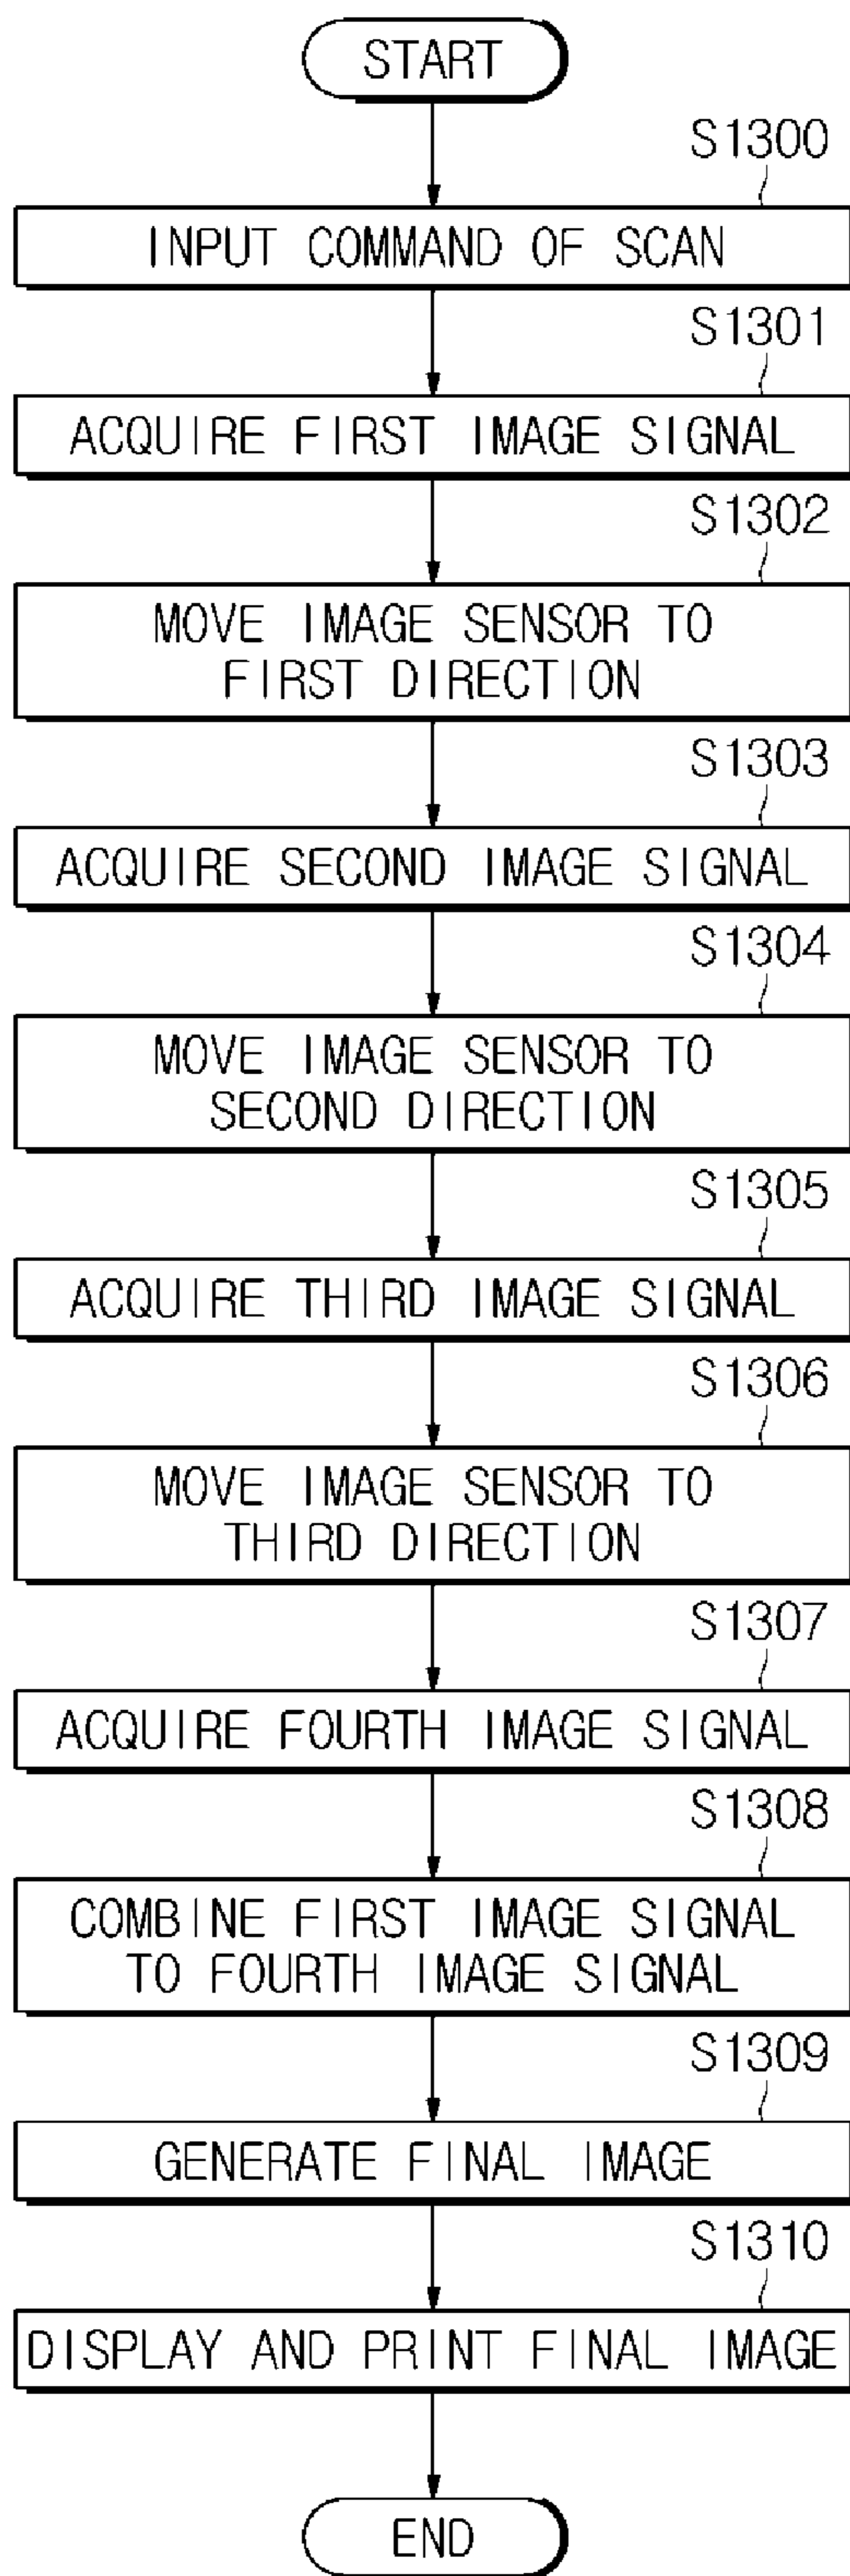 START
S1300
INPUT COMMAND OF SCAN
S1301
ACQUIRE FIRST IMAGE SIGNAL
S1302
MOVE IMAGE SENSOR TO
FIRST DIRECTION
S1303
ACQUIRE SECOND IMAGE SIGNAL
S1304
MOVE IMAGE SENSOR TO
SECOND DIRECTION
S1305
ACQUIRE THIRD IMAGE SIGNAL
S1306
MOVE IMAGE SENSOR TO
THIRD DIRECTION
S1307
ACQUIRE FOURTH IMAGE SIGNAL
S1308
COMBINE FIRST IMAGE SIGNAL
TO FOURTH IMAGE SIGNAL
S1309
GENERATE FINAL IMAGE
S1310
DISPLAY AND PRINT FINAL IMAGE
END